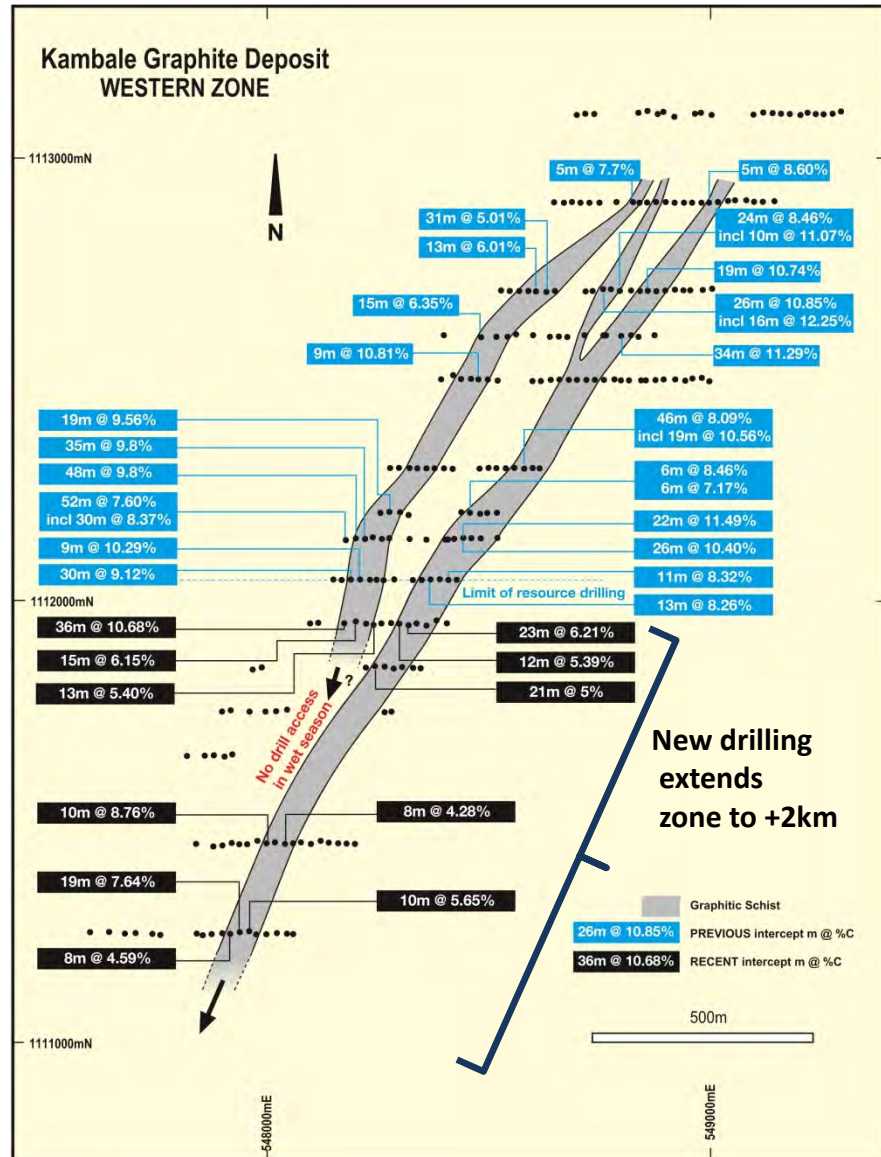 Kambale Graphite Deposit
WESTERN ZONE
1113000mN
N
5m @ 7.7%
5m @ 8.60%
31m @ 5.01%
24m @ 8.46%
incl 10m @ 11.07%
13m @ 6.01%
19m @ 10.74%
15m @ 6.35%
26m @ 10.85%
incl 16m @ 12.25%
9m @ 10.81%
34m @ 11.29%
19m @ 9.56%
46m @ 8.09%
incl 19m @ 10.56%
35m @ 9.8%
48m @ 9.8%
6m @ 8.46%
6m @ 7.17%
52m @ 7.60%
incl 30m @ 8.37%
22m @ 11.49%
9m @ 10.29%
26m @ 10.40%
30m @ 9.12%
11m @ 8.32%
Limit of resource drilling
1112000mN
13m @ 8.26%
36m @ 10.68%
23m @ 6.21%
15m @ 6.15%
12m @ 5.39%
13m @ 5.40%
?
21m @ 5%
No drill access
in wet season
New drilling
extends
zone to +2km
10m @ 8.76%
8m @ 4.28%
19m @ 7.64%
10m @ 5.65%
8m @ 4.59%
Graphitic Schist
26m @ 10.85%
PREVIOUS intercept m @ %C
36m @ 10.68%
RECENT intercept m @ %C
500m
1111000mN
548000mE
549000mE